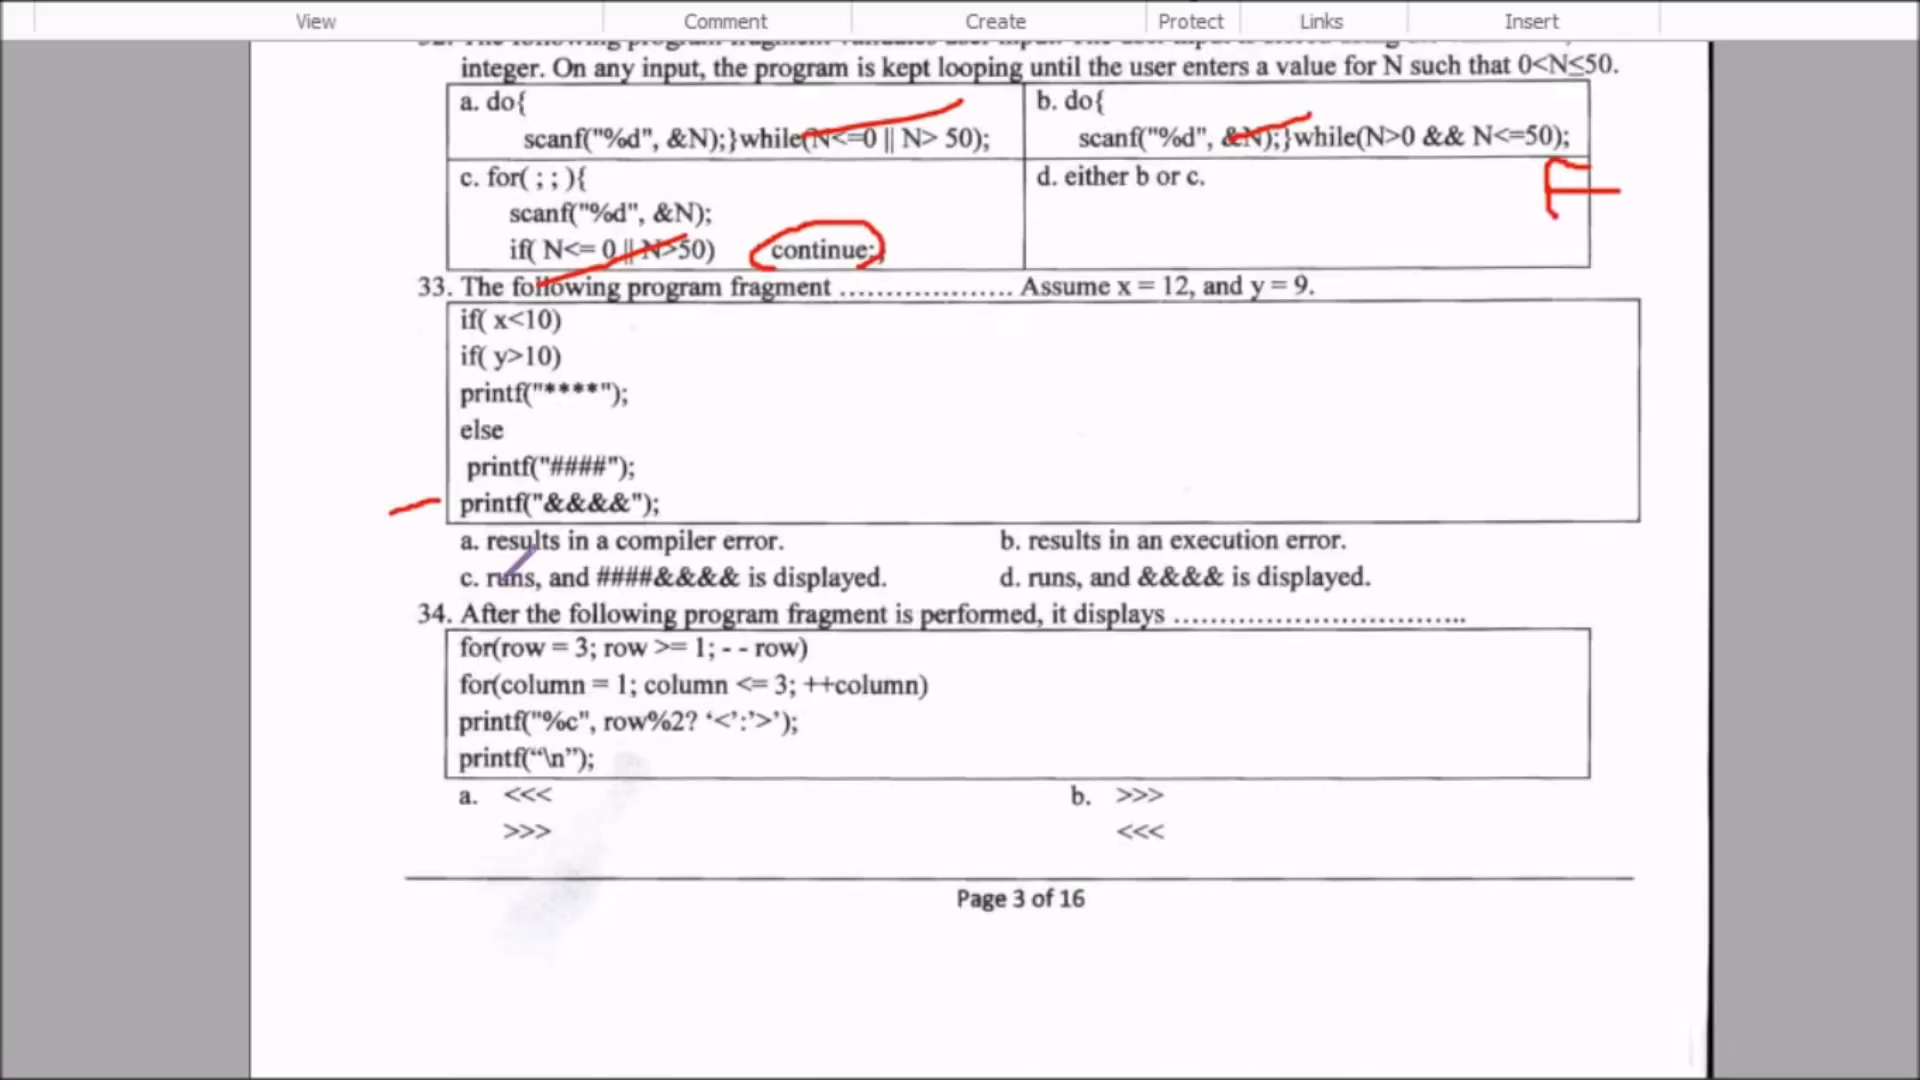 View Comment Create Protect Links Insert
integer. On any input, the program is kept looping until the user enters a value for N such that 0<N≤50.
a. do{
scanf("%d", &N);}while(N<=0 || N> 50);
b. do{
scanf("%d", &N);}while(N>0 && N<=50);
c. for( ; ; ){
scanf("%d", &N);
if( N<= 0 || N>50) continue;
d. either b or c.
33. The following program fragment ................... Assume x = 12, and y = 9.
if( x<10)
if( y>10)
printf("****");
else
printf("####");
printf("&&&&");
a. results in a compiler error.
b. results in an execution error.
c. runs, and ####&&&& is displayed.
d. runs, and &&&& is displayed.
34. After the following program fragment is performed, it displays ................................
for(row = 3; row >= 1; - - row)
for(column = 1; column <= 3; ++column)
printf("%c", row%2? ‘<’:’>’);
printf(“\n”);
a. <<<
>>>
b. >>>
<<<
Page 3 of 16